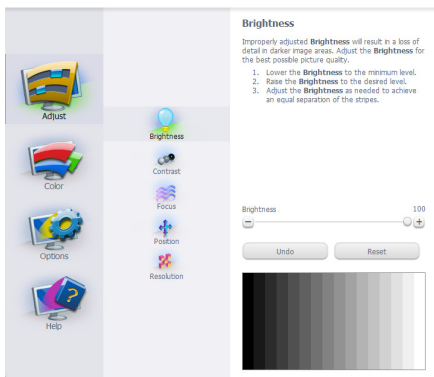 Adjust
Color
Options
Help
Brightness
Contrast
Focus
Position
Resolution
Brightness
Improperly adjusted Brightness will result in a loss of
detail in darker image areas. Adjust the Brightness for
the best possible picture quality.
1. Lower the Brightness to the minimum level.
2. Raise the Brightness to the desired level.
3. Adjust the Brightness as needed to achieve
an equal separation of the stripes.
Brightness 100
Undo Reset